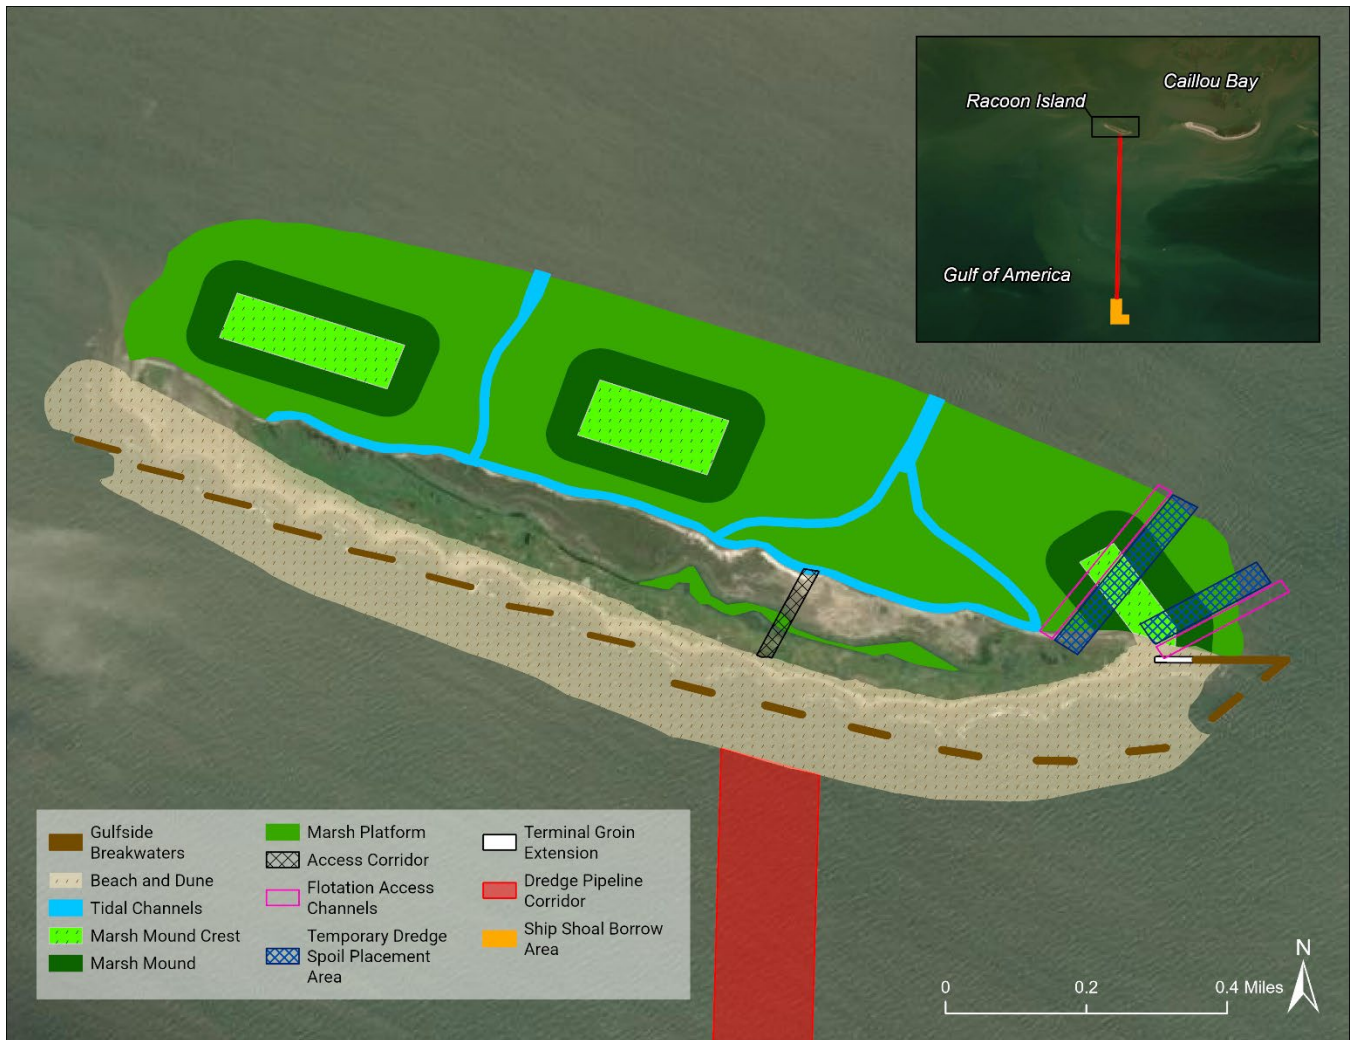 Caillou Bay
Racoon Island
Gulf of America
Gulfside
Breakwaters
Beach and Dune
Tidal Channels
Marsh Mound Crest
Marsh Mound
Marsh Platform
Access Corridor
Flotation Access
Channels
Temporary Dredge
Spoil Placement
Area
Terminal Groin
Extension
Dredge Pipeline
Corridor
Ship Shoal Borrow
Area
N
0 0.2 0.4 Miles